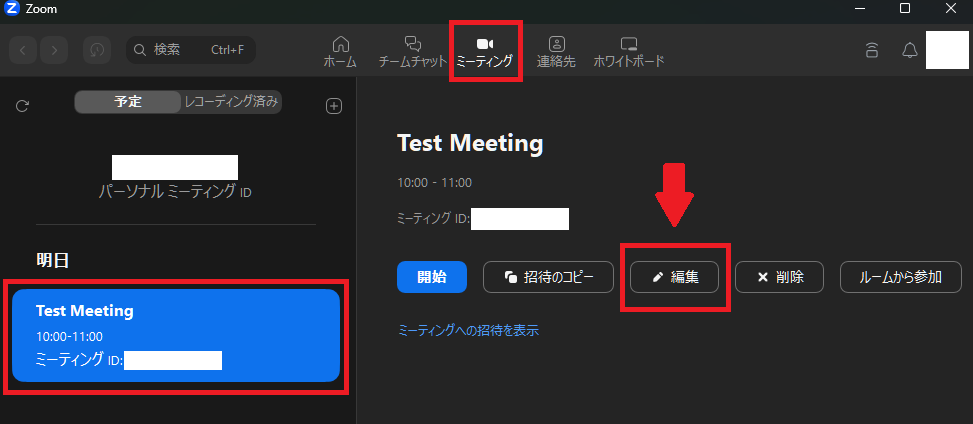 Zoom
検索 Ctrl+F
ホーム チームチャット ミーティング 連絡先 ホワイトボード
予定 レコーディング済み
パーソナル ミーティング ID
明日
Test Meeting
10:00-11:00
ミーティング ID:
Test Meeting
10:00 - 11:00
ミーティング ID:
開始 招待のコピー 編集 削除 ルームから参加
ミーティングへの招待を表示